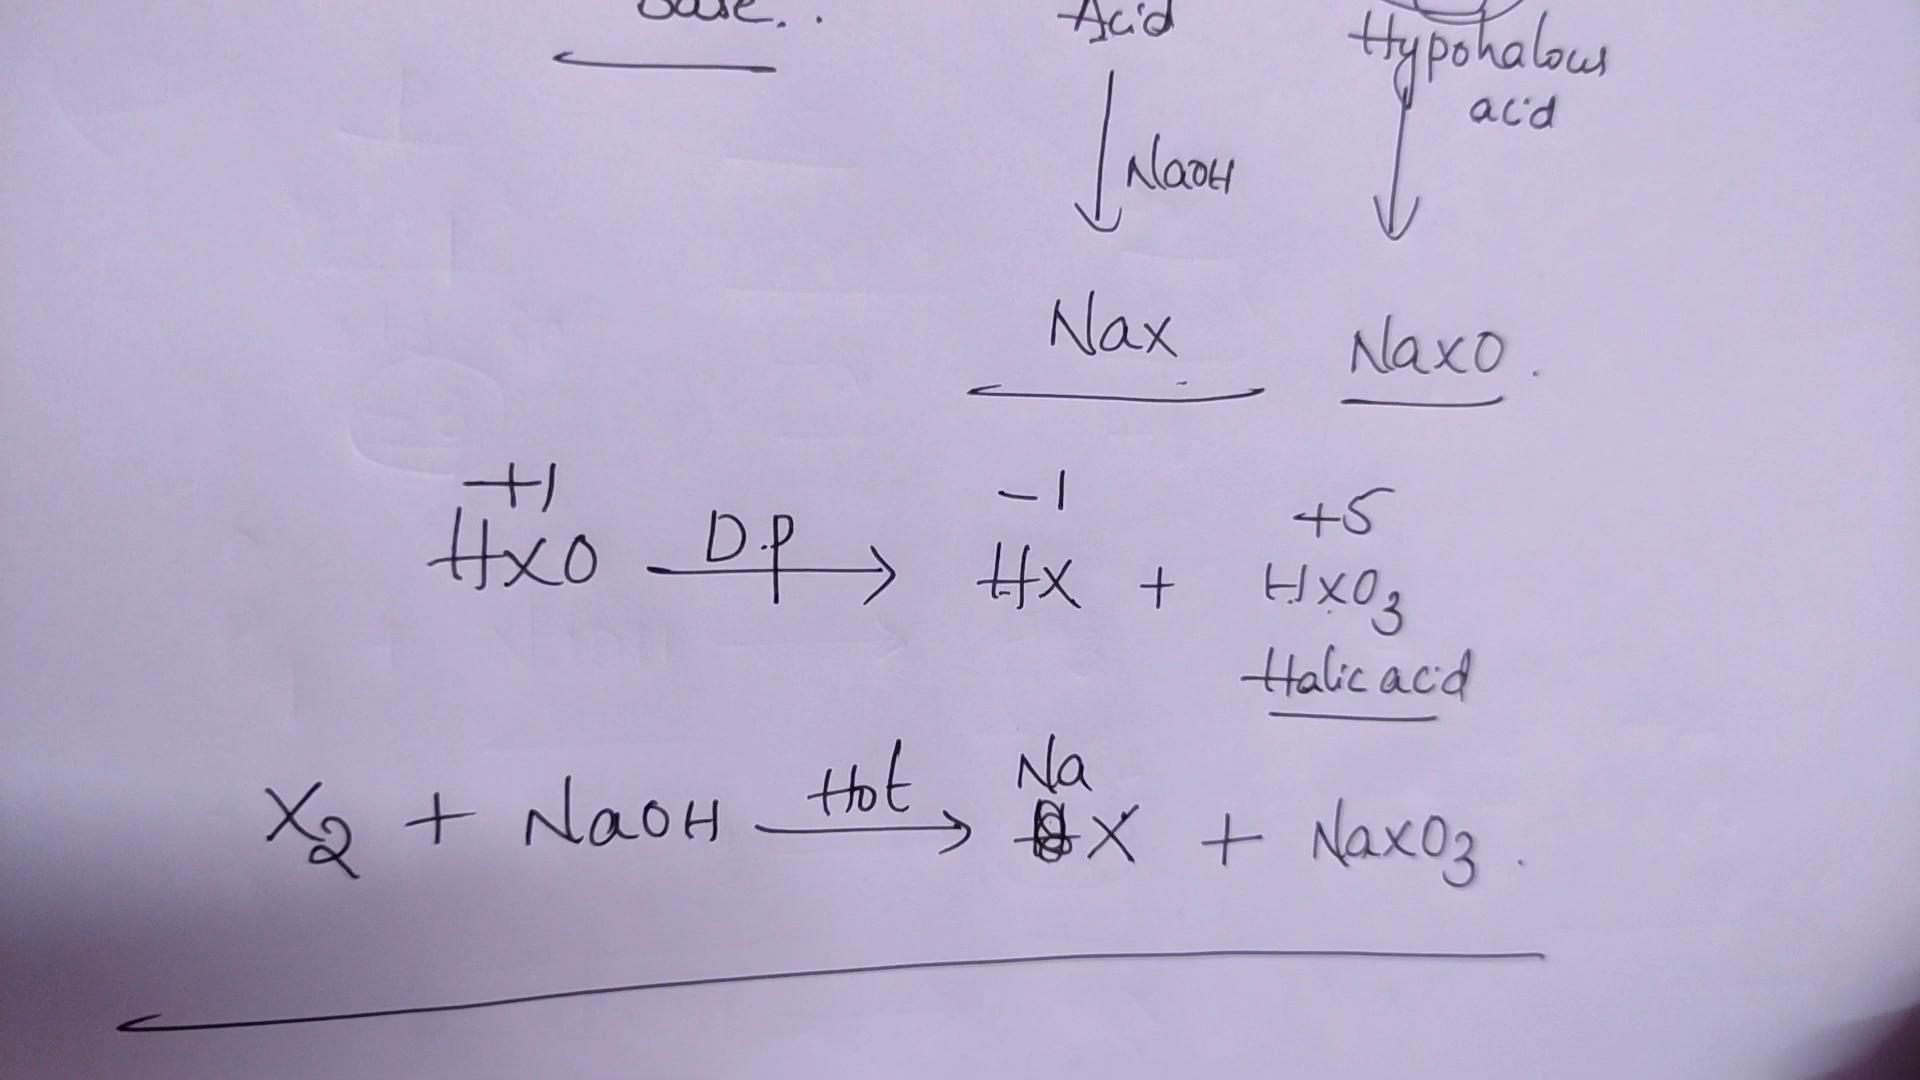 Base. .
Acid
Hypohalous
acid
NaOH
NaX
NaXO.
+1 -1 +5
HXO D.P HX + HXO3
Halic acid
Hot Na
X2 + NaOH X + NaXO3.